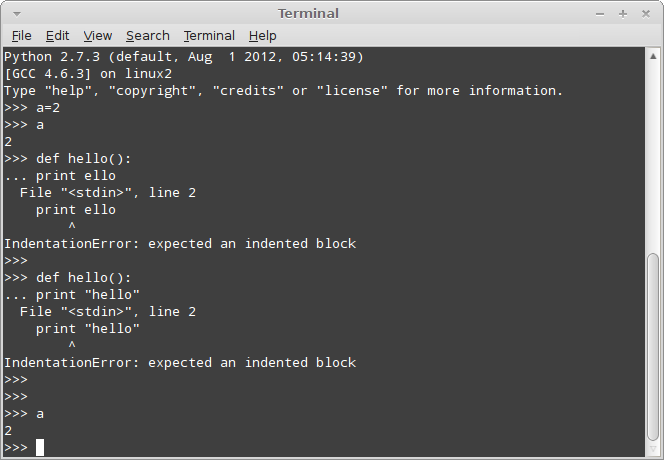 Terminal
File Edit View Search Terminal Help
Python 2.7.3 (default, Aug  1 2012, 05:14:39)
[GCC 4.6.3] on linux2
Type "help", "copyright", "credits" or "license" for more information.
>>> a=2
>>> a
2
>>> def hello():
... print ello
  File "<stdin>", line 2
    print ello
        ^
IndentationError: expected an indented block
>>>
>>> def hello():
... print "hello"
  File "<stdin>", line 2
    print "hello"
        ^
IndentationError: expected an indented block
>>>
>>>
>>> a
2
>>>